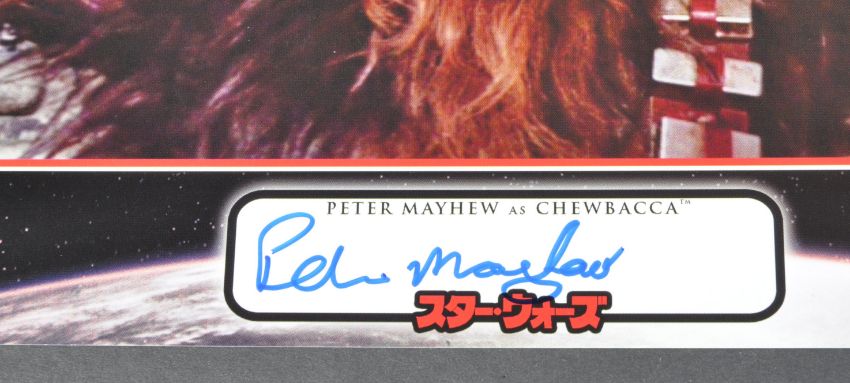 PETER MAYHEW AS CHEWBACCA™
Peter Mayhew
スター・ウォーズ